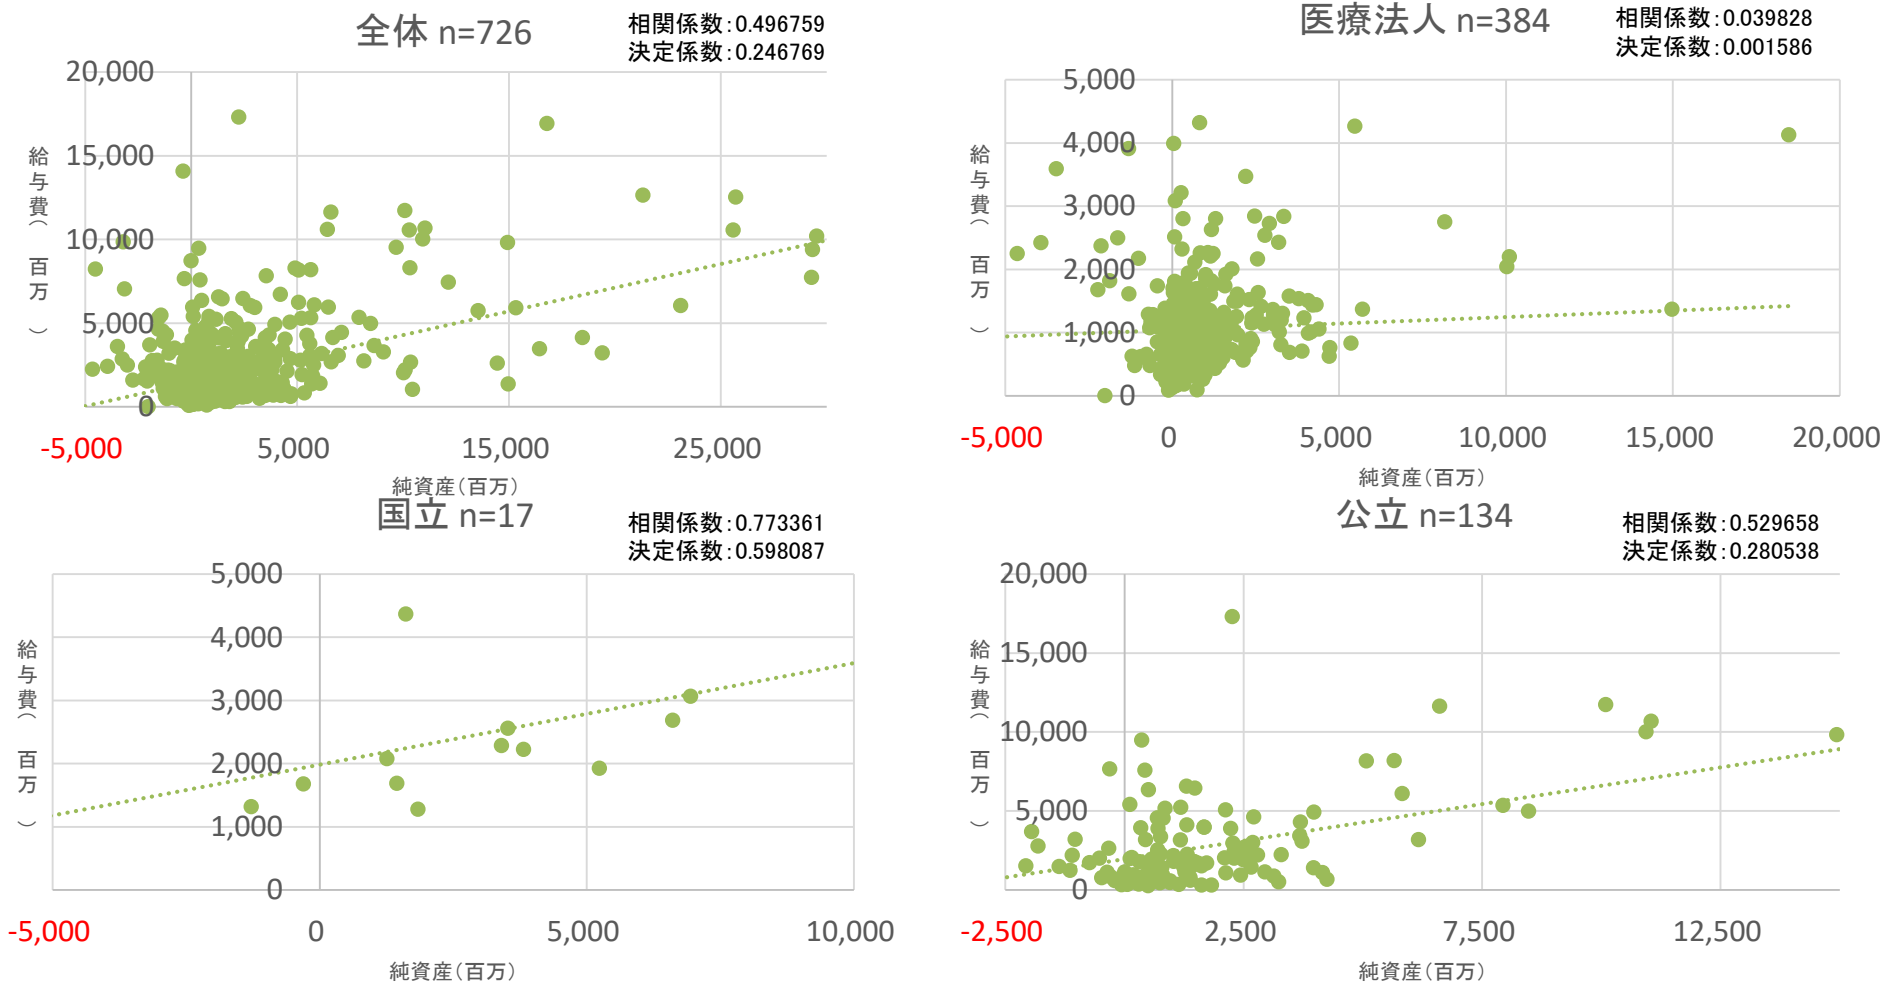 全体 n=726
相関係数:0.496759
決定係数:0.246769
20,000
15,000
10,000
5,000
0
給与費(百万)
-5,000
5,000
15,000
25,000
純資産(百万)
医療法人 n=384
相関係数:0.039828
決定係数:0.001586
5,000
4,000
3,000
2,000
1,000
0
給与費(百万)
-5,000
0
5,000
10,000
15,000
20,000
純資産(百万)
国立 n=17
相関係数:0.773361
決定係数:0.598087
5,000
4,000
3,000
2,000
1,000
0
給与費(百万)
-5,000
0
5,000
10,000
純資産(百万)
公立 n=134
相関係数:0.529658
決定係数:0.280538
20,000
15,000
10,000
5,000
0
給与費(百万)
-2,500
2,500
7,500
12,500
純資産(百万)